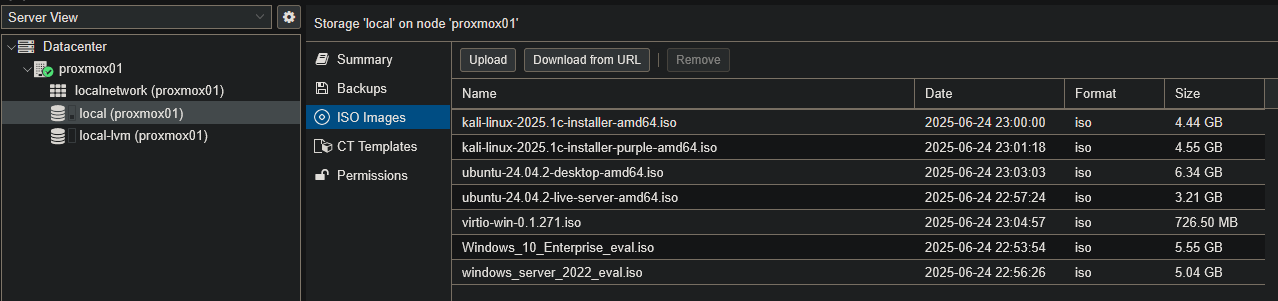 Server View
Datacenter
proxmox01
localnetwork (proxmox01)
local (proxmox01)
local-lvm (proxmox01)
Storage 'local' on node 'proxmox01'
Summary
Backups
ISO Images
CT Templates
Permissions
Upload Download from URL Remove
Name Date Format Size
kali-linux-2025.1c-installer-amd64.iso 2025-06-24 23:00:00 iso 4.44 GB
kali-linux-2025.1c-installer-purple-amd64.iso 2025-06-24 23:01:18 iso 4.55 GB
ubuntu-24.04.2-desktop-amd64.iso 2025-06-24 23:03:03 iso 6.34 GB
ubuntu-24.04.2-live-server-amd64.iso 2025-06-24 22:57:24 iso 3.21 GB
virtio-win-0.1.271.iso 2025-06-24 23:04:57 iso 726.50 MB
Windows_10_Enterprise_eval.iso 2025-06-24 22:53:54 iso 5.55 GB
windows_server_2022_eval.iso 2025-06-24 22:56:26 iso 5.04 GB